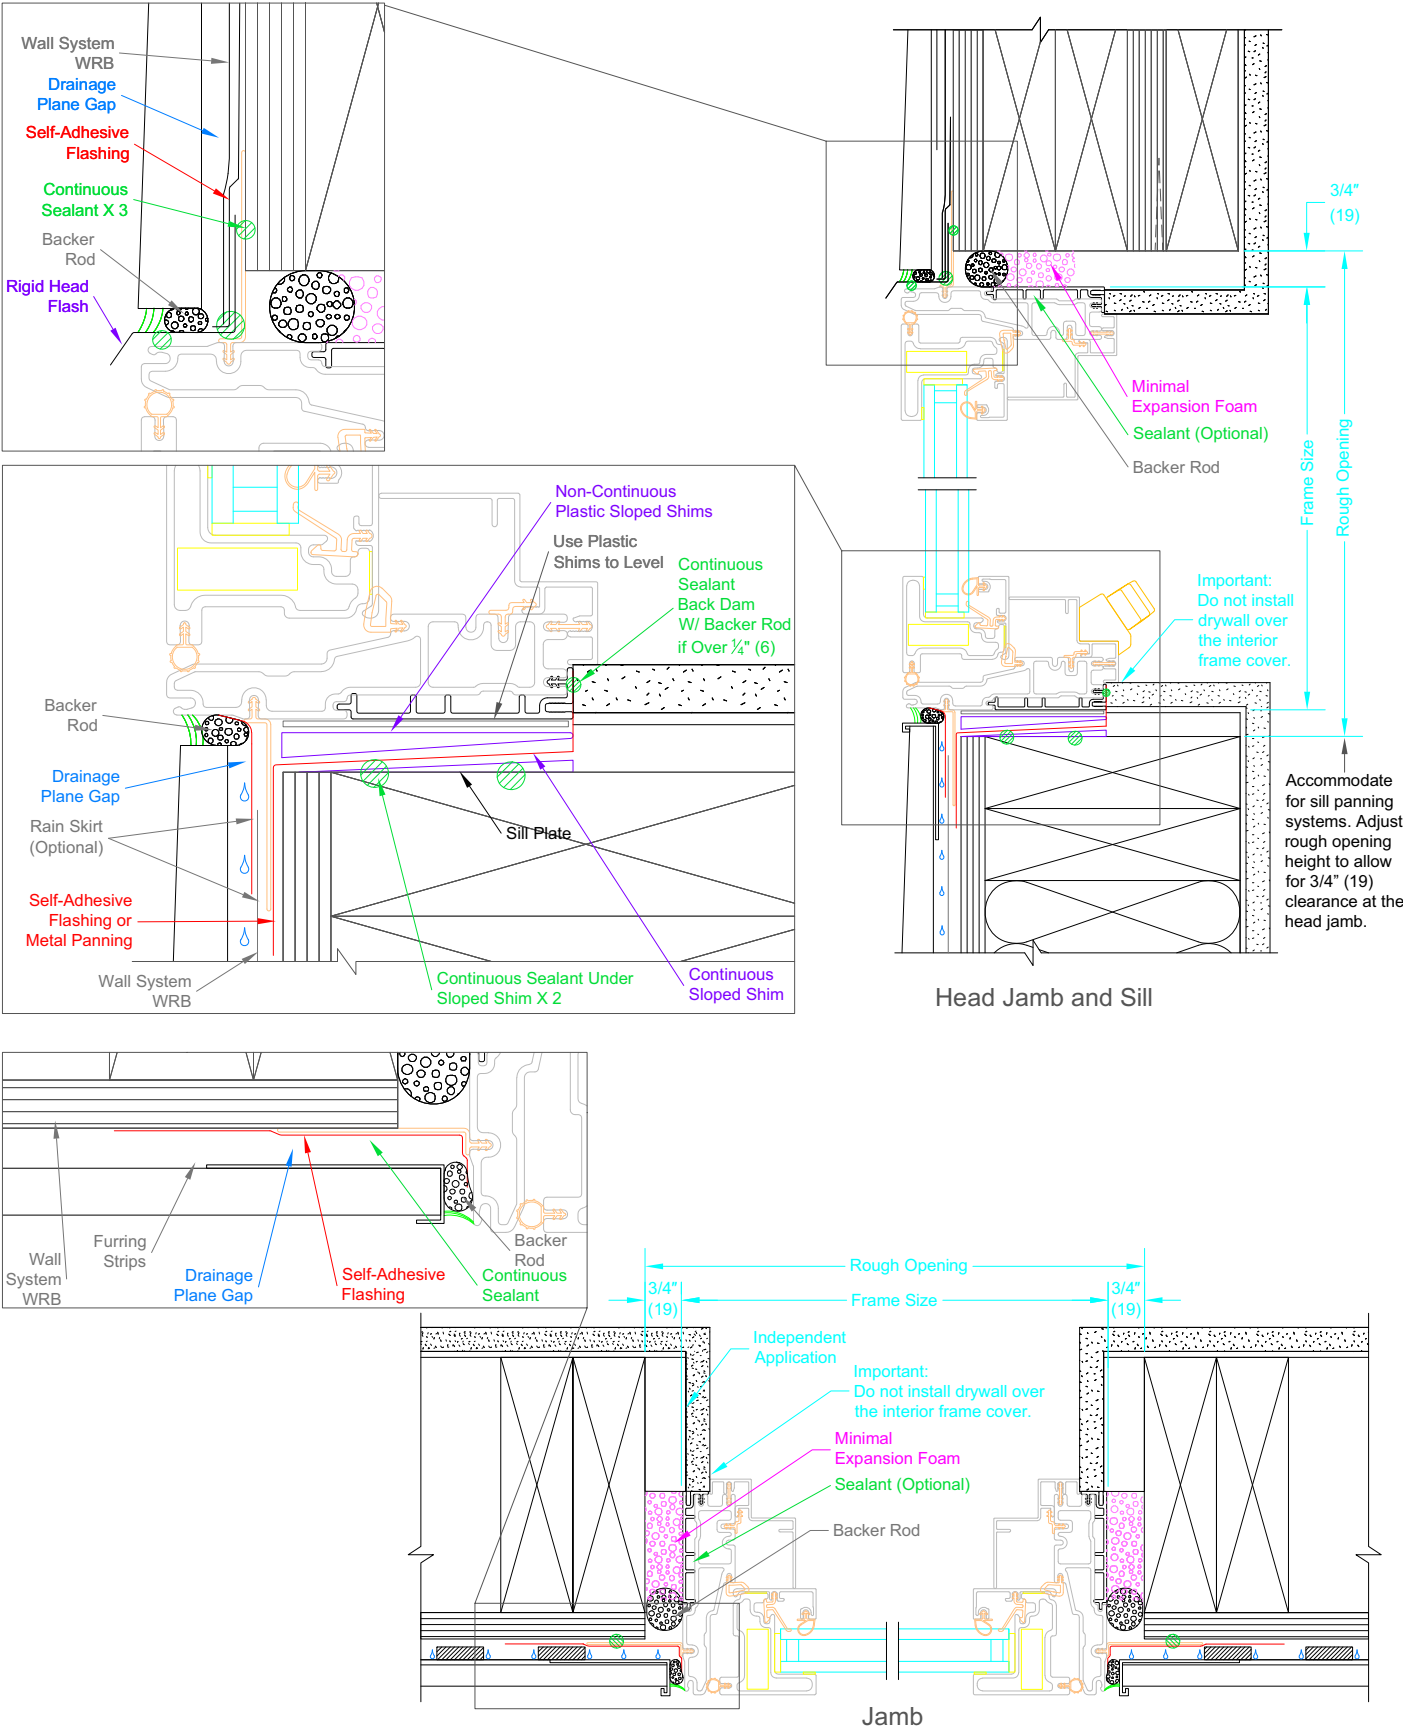 Wall System
WRB
Drainage
Plane Gap
Self-Adhesive
Flashing
Continuous
Sealant X 3
Backer
Rod
Rigid Head
Flash
3/4"
(19)
Minimal
Expansion Foam
Sealant (Optional)
Backer Rod
Frame Size
Rough Opening
Non-Continuous
Plastic Sloped Shims
Use Plastic
Shims to Level
Continuous
Sealant
Back Dam
W/ Backer Rod
if Over ¼" (6)
Backer
Rod
Drainage
Plane Gap
Rain Skirt
(Optional)
Sill Plate
Self-Adhesive
Flashing or
Metal Panning
Wall System
WRB
Continuous Sealant Under
Sloped Shim X 2
Continuous
Sloped Shim
Important:
Do not install
drywall over
the interior
frame cover.
Accommodate
for sill panning
systems. Adjust
rough opening
height to allow
for 3/4" (19)
clearance at the
head jamb.
Head Jamb and Sill
Wall
System
WRB
Furring
Strips
Drainage
Plane Gap
Self-Adhesive
Flashing
Continuous
Sealant
Backer
Rod
Rough Opening
3/4"
(19)
Frame Size
3/4"
(19)
Independent
Application
Important:
Do not install drywall over
the interior frame cover.
Minimal
Expansion Foam
Sealant (Optional)
Backer Rod
Jamb